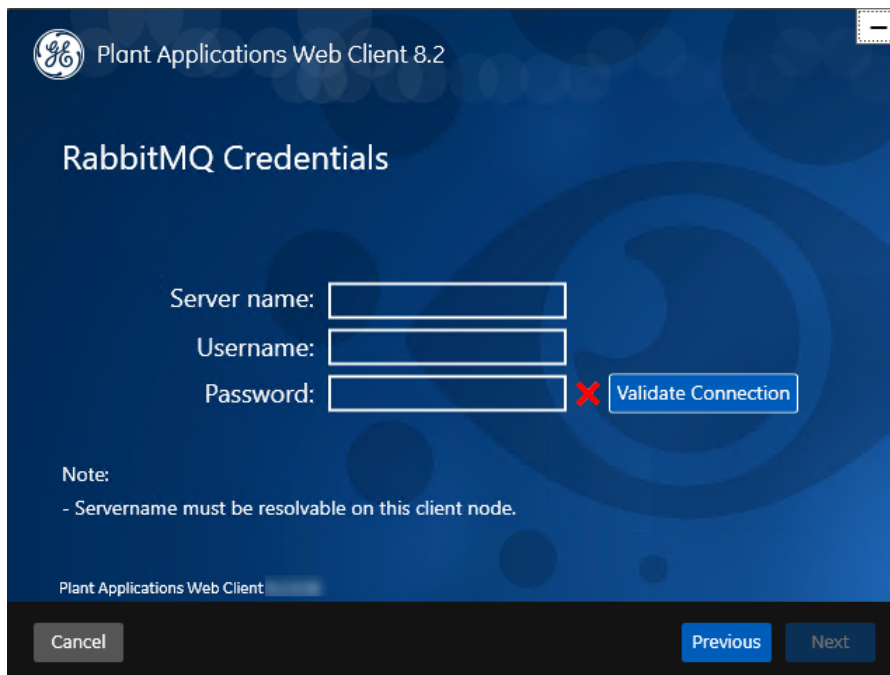 Plant Applications Web Client 8.2
RabbitMQ Credentials
Server name:
Username:
Password:
Validate Connection
Note:
- Servername must be resolvable on this client node.
Plant Applications Web Client
Cancel
Previous
Next